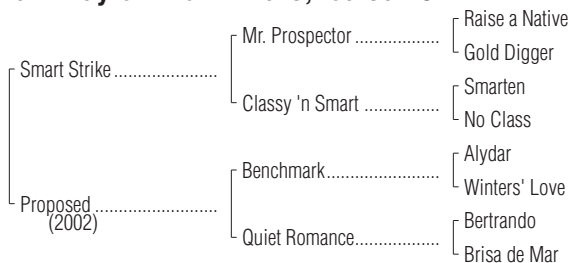 Raise a Native
Mr. Prospector ..................
Gold Digger
Smart Strike ......................
Smarten
Classy 'n Smart ................
No Class
Alydar
Benchmark........................
Winters' Love
Proposed ..........................
(2002)
Bertrando
Quiet Romance..................
Brisa de Mar